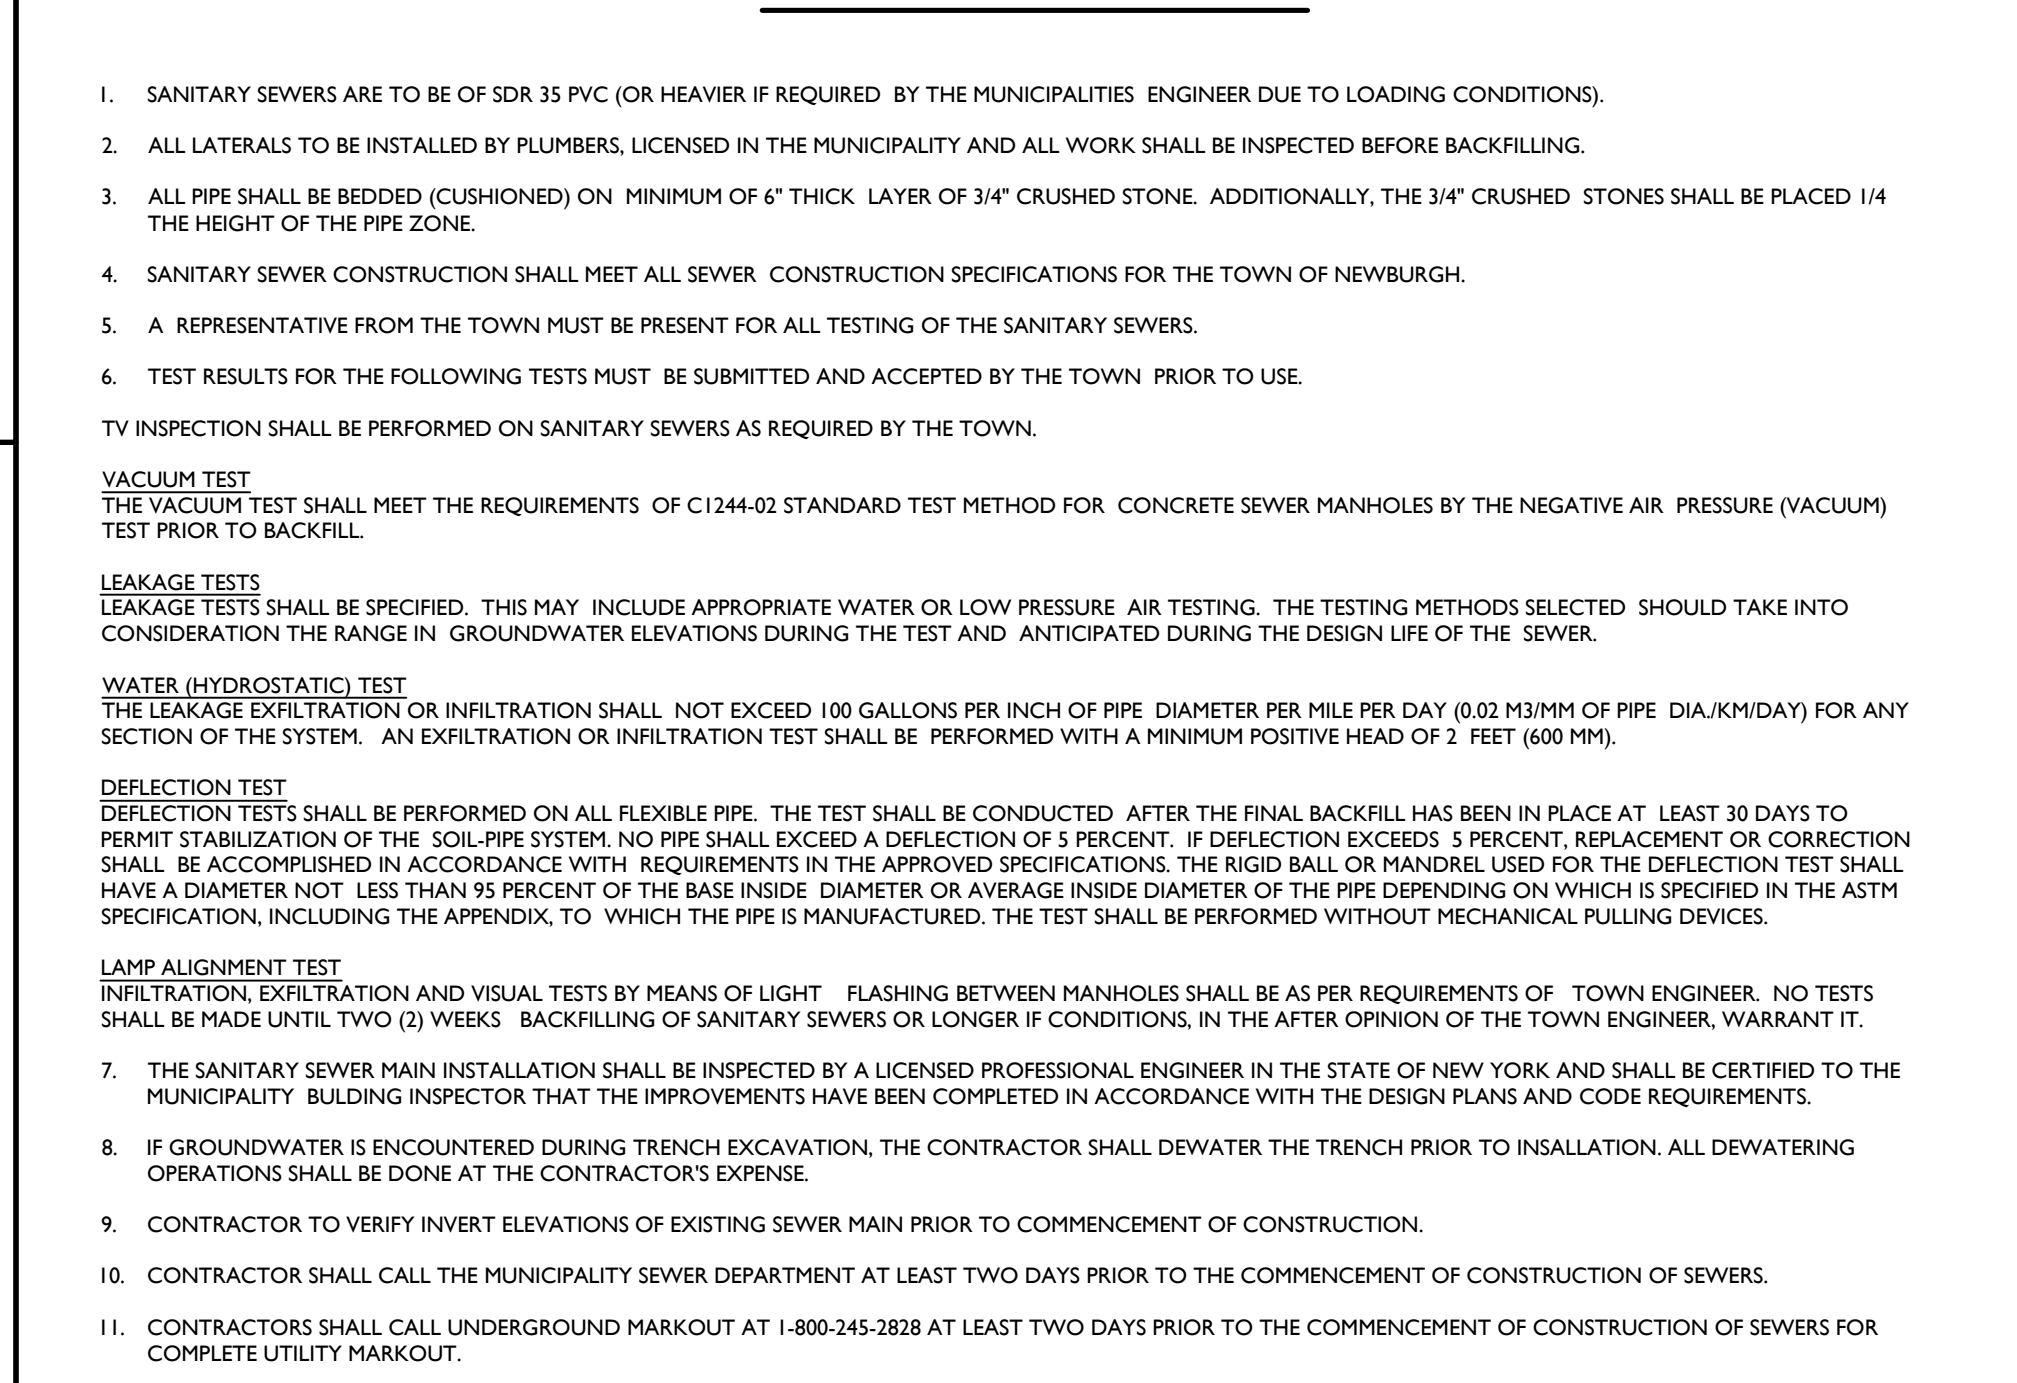 1. SANITARY SEWERS ARE TO BE OF SDR 35 PVC (OR HEAVIER IF REQUIRED BY THE MUNICIPALITIES ENGINEER DUE TO LOADING CONDITIONS).
2. ALL LATERALS TO BE INSTALLED BY PLUMBERS, LICENSED IN THE MUNICIPALITY AND ALL WORK SHALL BE INSPECTED BEFORE BACKFILLING.
3. ALL PIPE SHALL BE BEDDED (CUSHIONED) ON MINIMUM OF 6" THICK LAYER OF 3/4" CRUSHED STONE. ADDITIONALLY, THE 3/4" CRUSHED STONES SHALL BE PLACED 1/4
THE HEIGHT OF THE PIPE ZONE.
4. SANITARY SEWER CONSTRUCTION SHALL MEET ALL SEWER CONSTRUCTION SPECIFICATIONS FOR THE TOWN OF NEWBURGH.
5. A REPRESENTATIVE FROM THE TOWN MUST BE PRESENT FOR ALL TESTING OF THE SANITARY SEWERS.
6. TEST RESULTS FOR THE FOLLOWING TESTS MUST BE SUBMITTED AND ACCEPTED BY THE TOWN PRIOR TO USE.
TV INSPECTION SHALL BE PERFORMED ON SANITARY SEWERS AS REQUIRED BY THE TOWN.
VACUUM TEST
THE VACUUM TEST SHALL MEET THE REQUIREMENTS OF C1244-02 STANDARD TEST METHOD FOR CONCRETE SEWER MANHOLES BY THE NEGATIVE AIR PRESSURE (VACUUM)
TEST PRIOR TO BACKFILL.
LEAKAGE TESTS
LEAKAGE TESTS SHALL BE SPECIFIED. THIS MAY INCLUDE APPROPRIATE WATER OR LOW PRESSURE AIR TESTING. THE TESTING METHODS SELECTED SHOULD TAKE INTO
CONSIDERATION THE RANGE IN GROUNDWATER ELEVATIONS DURING THE TEST AND ANTICIPATED DURING THE DESIGN LIFE OF THE SEWER.
WATER (HYDROSTATIC) TEST
THE LEAKAGE EXFILTRATION OR INFILTRATION SHALL NOT EXCEED 100 GALLONS PER INCH OF PIPE DIAMETER PER MILE PER DAY (0.02 M3/MM OF PIPE DIA./KM/DAY) FOR ANY
SECTION OF THE SYSTEM. AN EXFILTRATION OR INFILTRATION TEST SHALL BE PERFORMED WITH A MINIMUM POSITIVE HEAD OF 2 FEET (600 MM).
DEFLECTION TEST
DEFLECTION TESTS SHALL BE PERFORMED ON ALL FLEXIBLE PIPE. THE TEST SHALL BE CONDUCTED AFTER THE FINAL BACKFILL HAS BEEN IN PLACE AT LEAST 30 DAYS TO
PERMIT STABILIZATION OF THE SOIL-PIPE SYSTEM. NO PIPE SHALL EXCEED A DEFLECTION OF 5 PERCENT. IF DEFLECTION EXCEEDS 5 PERCENT, REPLACEMENT OR CORRECTION
SHALL BE ACCOMPLISHED IN ACCORDANCE WITH REQUIREMENTS IN THE APPROVED SPECIFICATIONS. THE RIGID BALL OR MANDREL USED FOR THE DEFLECTION TEST SHALL
HAVE A DIAMETER NOT LESS THAN 95 PERCENT OF THE BASE INSIDE DIAMETER OR AVERAGE INSIDE DIAMETER OF THE PIPE DEPENDING ON WHICH IS SPECIFIED IN THE ASTM
SPECIFICATION, INCLUDING THE APPENDIX, TO WHICH THE PIPE IS MANUFACTURED. THE TEST SHALL BE PERFORMED WITHOUT MECHANICAL PULLING DEVICES.
LAMP ALIGNMENT TEST
INFILTRATION, EXFILTRATION AND VISUAL TESTS BY MEANS OF LIGHT FLASHING BETWEEN MANHOLES SHALL BE AS PER REQUIREMENTS OF TOWN ENGINEER. NO TESTS
SHALL BE MADE UNTIL TWO (2) WEEKS BACKFILLING OF SANITARY SEWERS OR LONGER IF CONDITIONS, IN THE AFTER OPINION OF THE TOWN ENGINEER, WARRANT IT.
7. THE SANITARY SEWER MAIN INSTALLATION SHALL BE INSPECTED BY A LICENSED PROFESSIONAL ENGINEER IN THE STATE OF NEW YORK AND SHALL BE CERTIFIED TO THE
MUNICIPALITY BULDING INSPECTOR THAT THE IMPROVEMENTS HAVE BEEN COMPLETED IN ACCORDANCE WITH THE DESIGN PLANS AND CODE REQUIREMENTS.
8. IF GROUNDWATER IS ENCOUNTERED DURING TRENCH EXCAVATION, THE CONTRACTOR SHALL DEWATER THE TRENCH PRIOR TO INSALLATION. ALL DEWATERING
OPERATIONS SHALL BE DONE AT THE CONTRACTOR'S EXPENSE.
9. CONTRACTOR TO VERIFY INVERT ELEVATIONS OF EXISTING SEWER MAIN PRIOR TO COMMENCEMENT OF CONSTRUCTION.
10. CONTRACTOR SHALL CALL THE MUNICIPALITY SEWER DEPARTMENT AT LEAST TWO DAYS PRIOR TO THE COMMENCEMENT OF CONSTRUCTION OF SEWERS.
11. CONTRACTORS SHALL CALL UNDERGROUND MARKOUT AT 1-800-245-2828 AT LEAST TWO DAYS PRIOR TO THE COMMENCEMENT OF CONSTRUCTION OF SEWERS FOR
COMPLETE UTILITY MARKOUT.